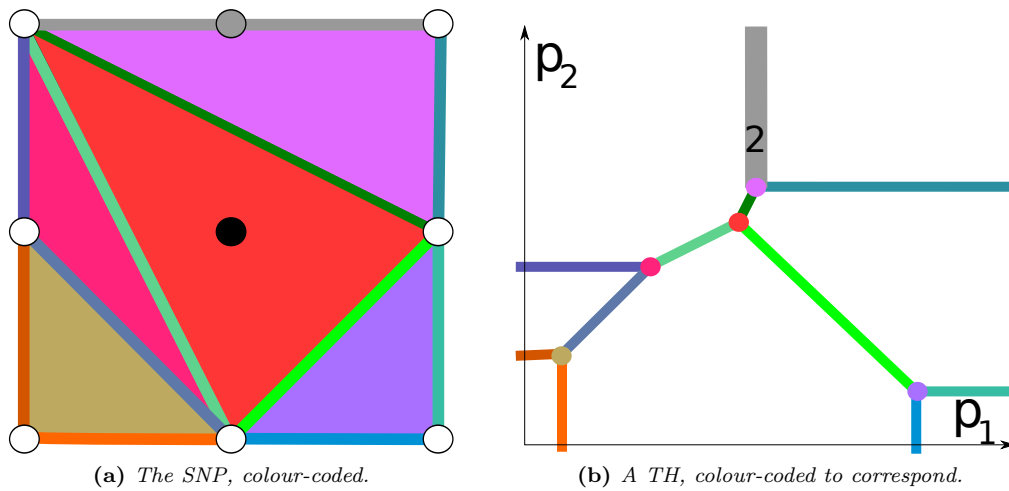 p2
2
p1
(a) The SNP, colour-coded.
(b) A TH, colour-coded to correspond.